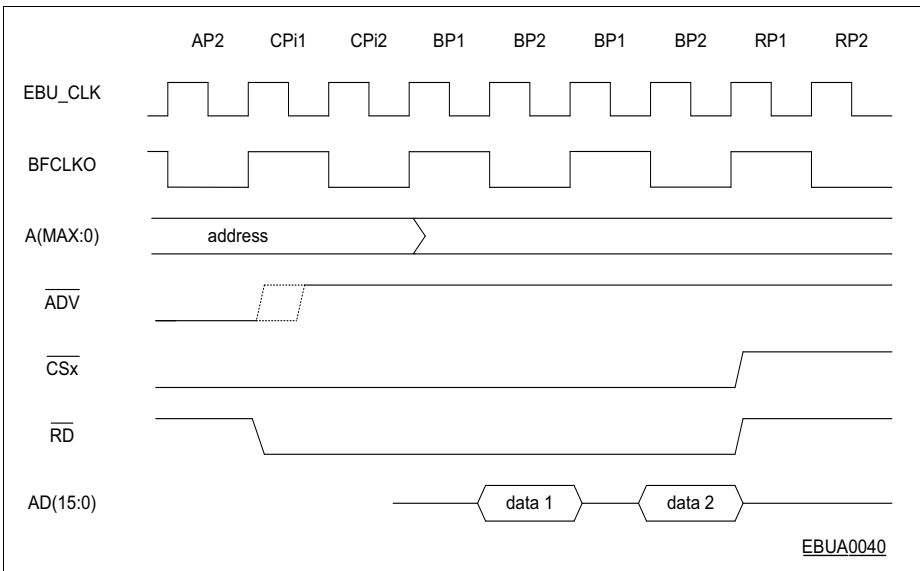 AP2 CPi1 CPi2 BP1 BP2 BP1 BP2 RP1 RP2
EBU_CLK
BFCLKO
A(MAX:0) address
ADV
CSx
RD
AD(15:0) data 1 data 2
EBUA0040